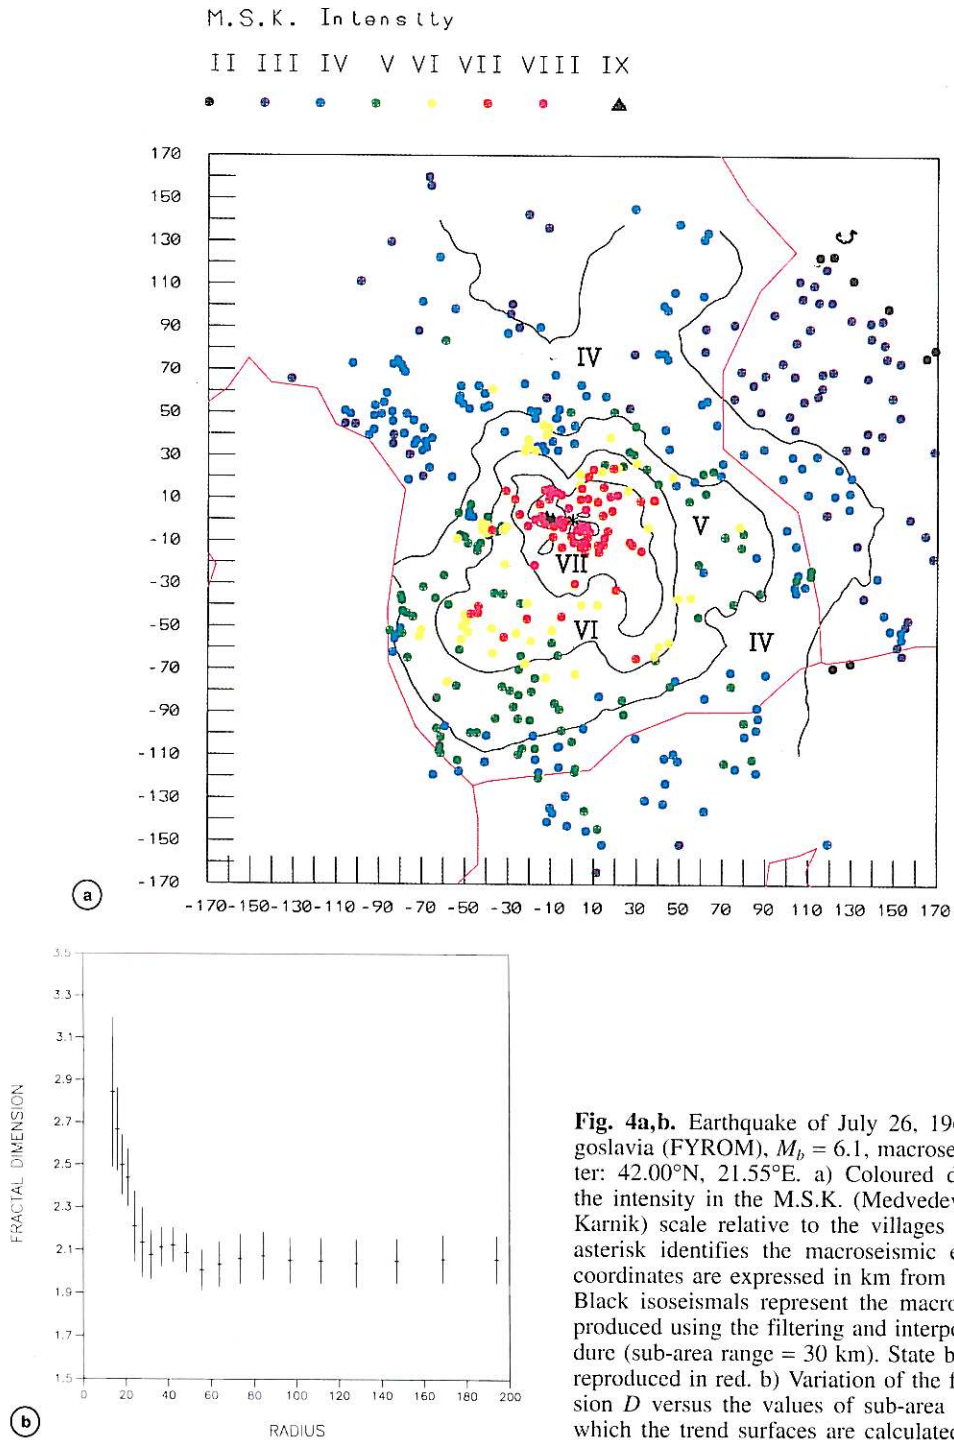 M.S.K. Intensity
II III IV V VI VII VIII IX
170
150
130
110
90
70
50
30
10
-10
-30
-50
-70
-90
-110
-130
-150
-170
IV
V
VII
VI
IV
a
-170 -150 -130 -110 -90 -70 -50 -30 -10 10 30 50 70 90 110 130 150 170
3.5
3.3
3.1
2.9
2.7
2.5
2.3
2.1
1.9
1.7
1.5
FRACTAL DIMENSION
0 20 40 60 80 100 120 140 160 180 200
RADIUS
b
Fig. 4a,b. Earthquake of July 26, 19
goslavia (FYROM), Mb = 6.1, macrose
ter: 42.00°N, 21.55°E. a) Coloured d
the intensity in the M.S.K. (Medvedev
Karnik) scale relative to the villages
asterisk identifies the macroseismic e
coordinates are expressed in km from
Black isoseismals represent the macro
produced using the filtering and interp
dure (sub-area range = 30 km). State b
reproduced in red. b) Variation of the f
sion D versus the values of sub-area
which the trend surfaces are calculated